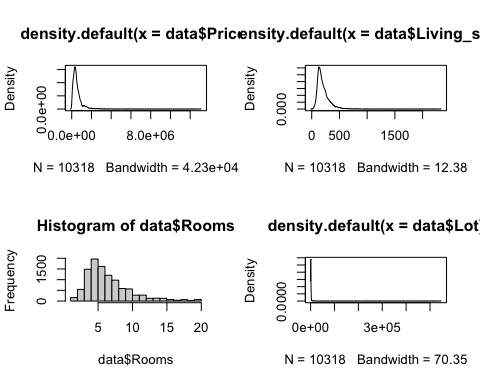 density.default(x = data$Price
Density
0.0e+00
0.0e+00 8.0e+06
N = 10318 Bandwidth = 4.23e+04
ensity.default(x = data$Living_s
Density
0.000
0 500 1500
N = 10318 Bandwidth = 12.38
Histogram of data$Rooms
Frequency
0 1500
5 10 15 20
data$Rooms
density.default(x = data$Lot)
Density
0.0000
0e+00 3e+05
N = 10318 Bandwidth = 70.35